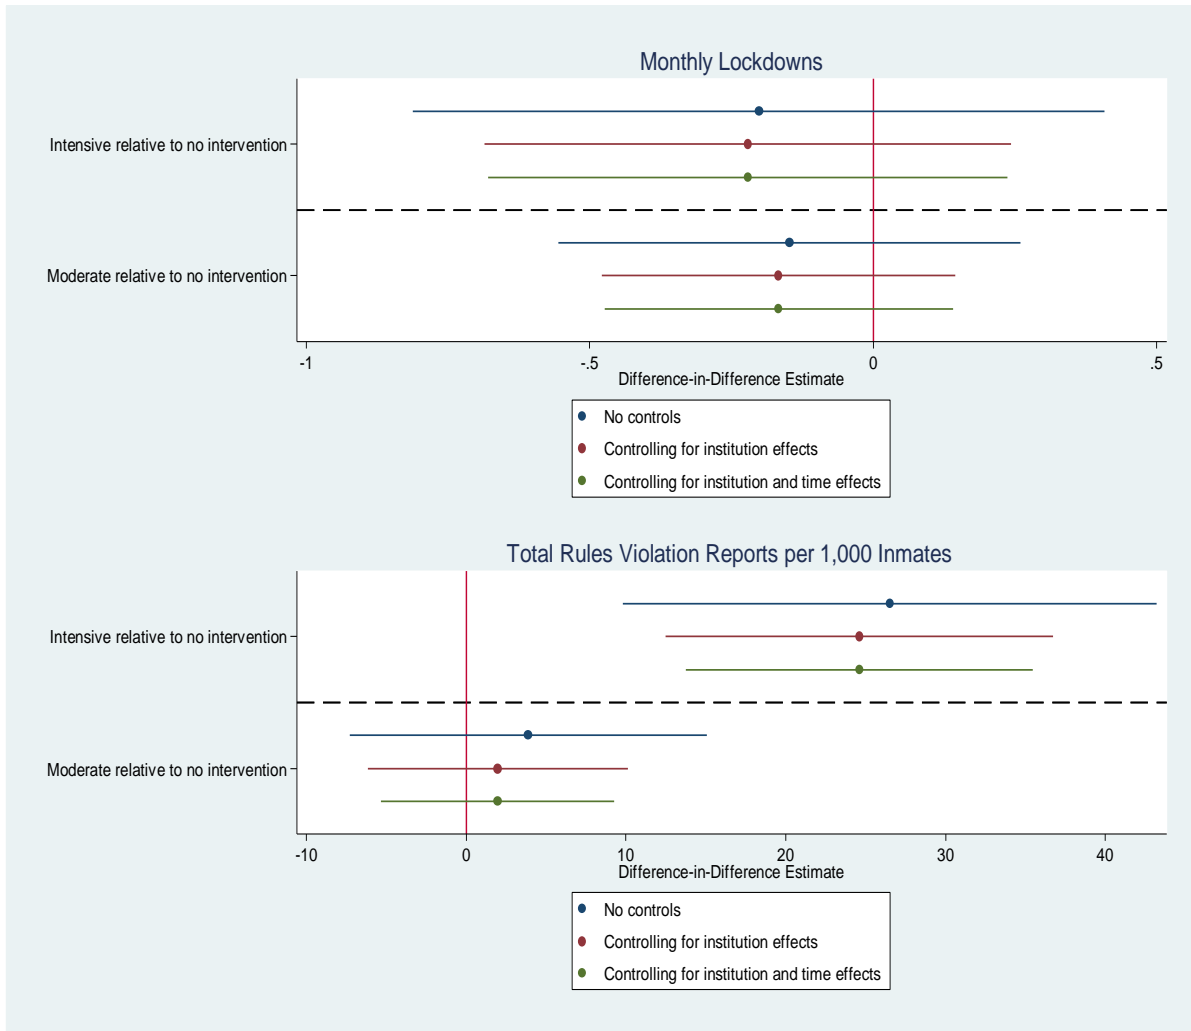 Monthly Lockdowns
Intensive relative to no intervention
Moderate relative to no intervention
-1 -.5 0 .5
Difference-in-Difference Estimate
No controls
Controlling for institution effects
Controlling for institution and time effects
Total Rules Violation Reports per 1,000 Inmates
Intensive relative to no intervention
Moderate relative to no intervention
-10 0 10 20 30 40
Difference-in-Difference Estimate
No controls
Controlling for institution effects
Controlling for institution and time effects